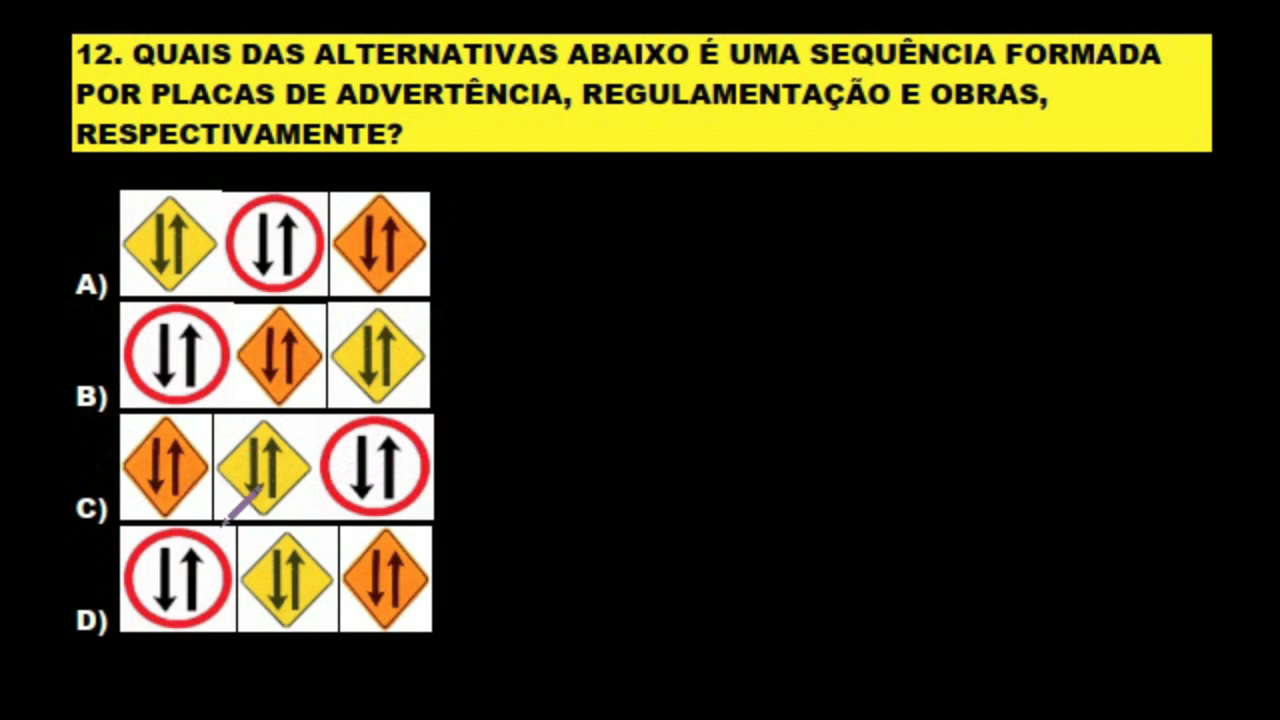 12. QUAIS DAS ALTERNATIVAS ABAIXO É UMA SEQUÊNCIA FORMADA
POR PLACAS DE ADVERTÊNCIA, REGULAMENTAÇÃO E OBRAS,
RESPECTIVAMENTE?
A)
B)
C)
D)